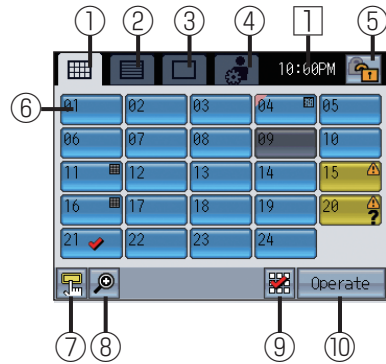 ① ② ③ ④ 1 ⑤
10:00PM
⑥
01 02 03 04 05
06 07 08 09 10
11 12 13 14 15
16 17 18 19 20 ?
21 22 23 24
Operate
⑦ ⑧ ⑨ ⑩